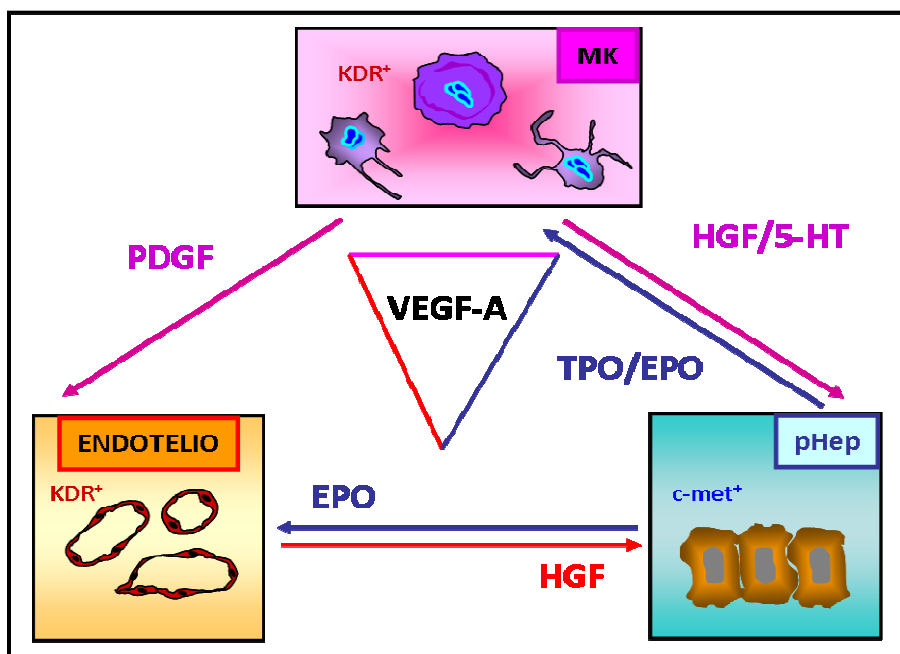 MK
KDR⁺
PDGF
HGF/5-HT
VEGF-A
TPO/EPO
ENDOTELIO
pHep
KDR⁺
c-met⁺
EPO
HGF